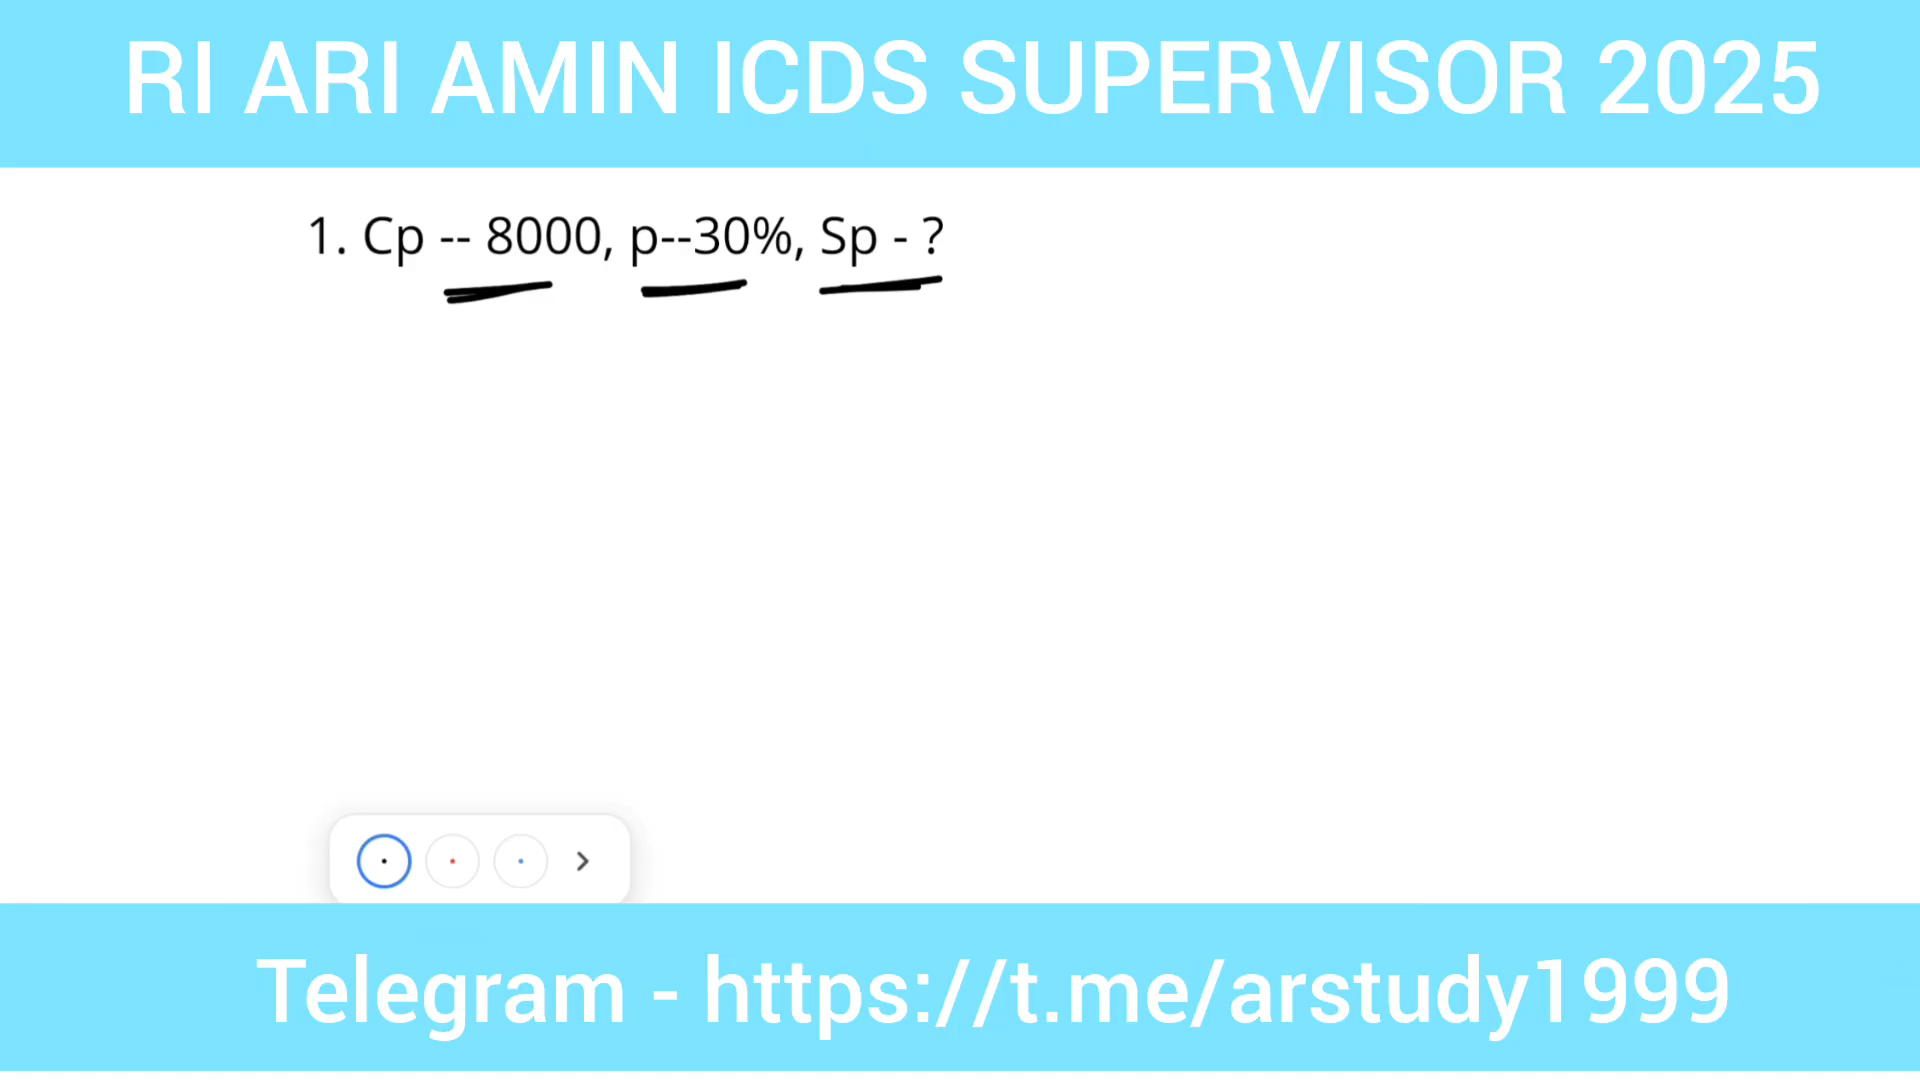 RI ARI AMIN ICDS SUPERVISOR 2025
1. Cp -- 8000, p--30%, Sp - ?
Telegram - https://t.me/arstudy1999